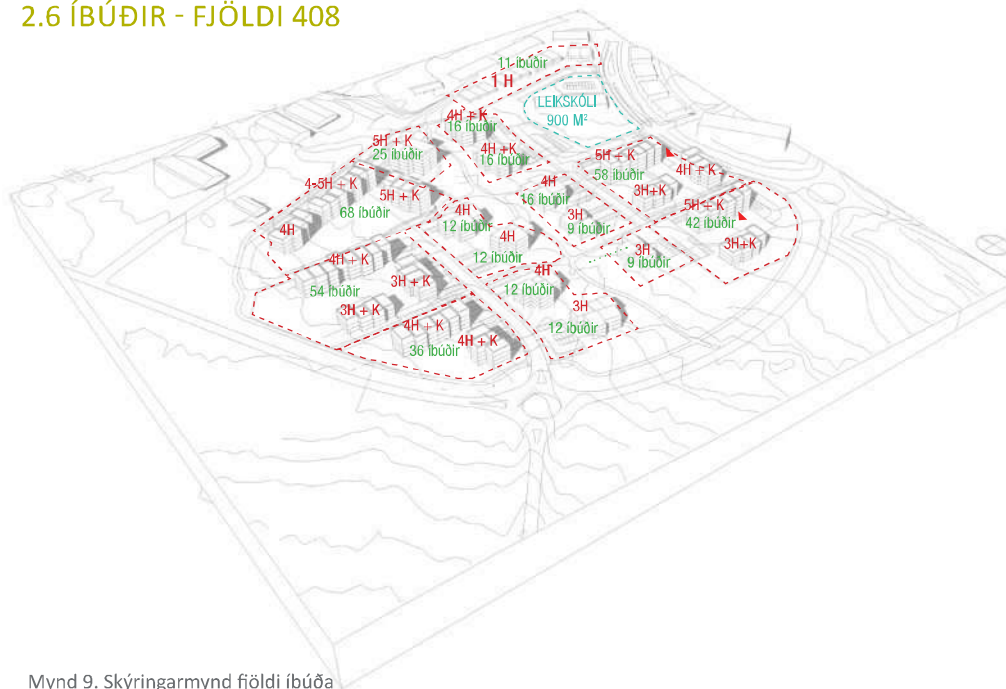 2.6 ÍBÚÐIR - FJÖLDI 408
11 íbúðir
1 H
LEIKSKÓLI
900 M²
4H + K
16 íbúðir
5H + K
25 íbúðir
4H +K
16 íbúðir
5H + K
58 íbúðir
4H + K
3H+K
4-5H + K
5H + K
68 íbúðir
4H
4H
16 íbúðir
3H
9 íbúðir
5H + K
42 íbúðir
3H+K
4H
12 íbúðir
4H
12 íbúðir
3H
9 íbúðir
4H + K
54 íbúðir
3H + K
3H + K
4H
12 íbúðir
3H
12 íbúðir
4H + K
4H + K
36 íbúðir
Mynd 9. Skýringarmynd fjöldi íbúða